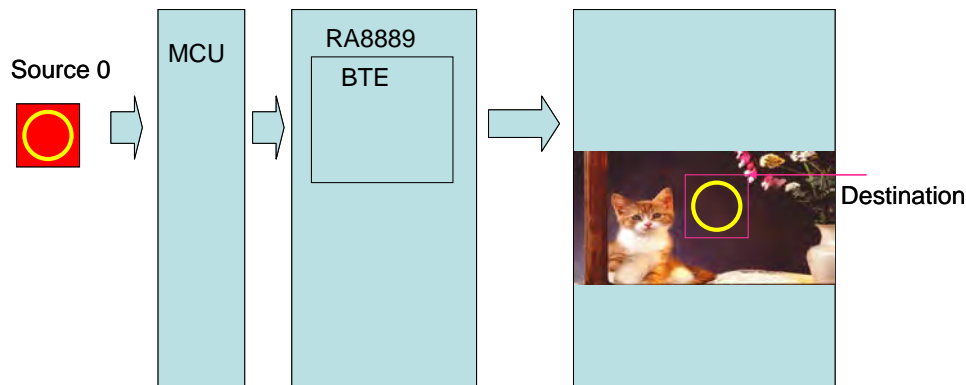 Source 0
MCU
RA8889
BTE
Destination